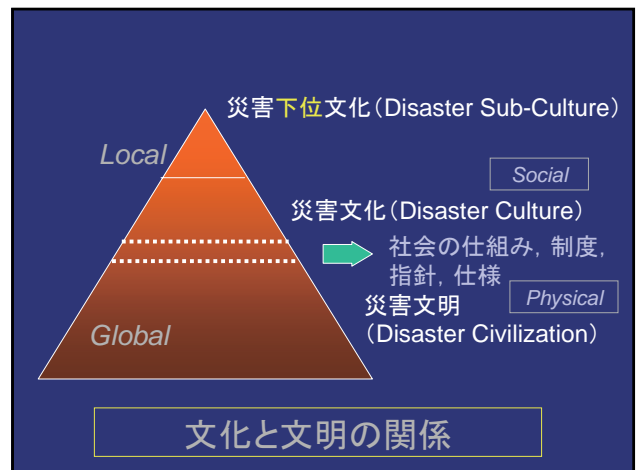 災害下位文化(Disaster Sub-Culture)
Local
Social
災害文化(Disaster Culture)
社会の仕組み, 制度,
指針, 仕様
災害文明
Physical
(Disaster Civilization)
Global
文化と文明の関係